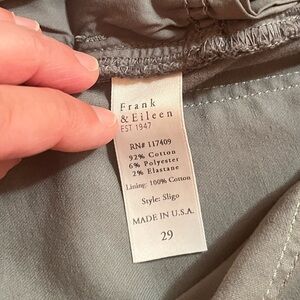 Frank
& Eileen
EST 1947
RN# 117409
92% Cotton
6% Polyester
2% Elastane
Lining: 100% Cotton
Style: Sligo
MADE IN U.S.A.
29